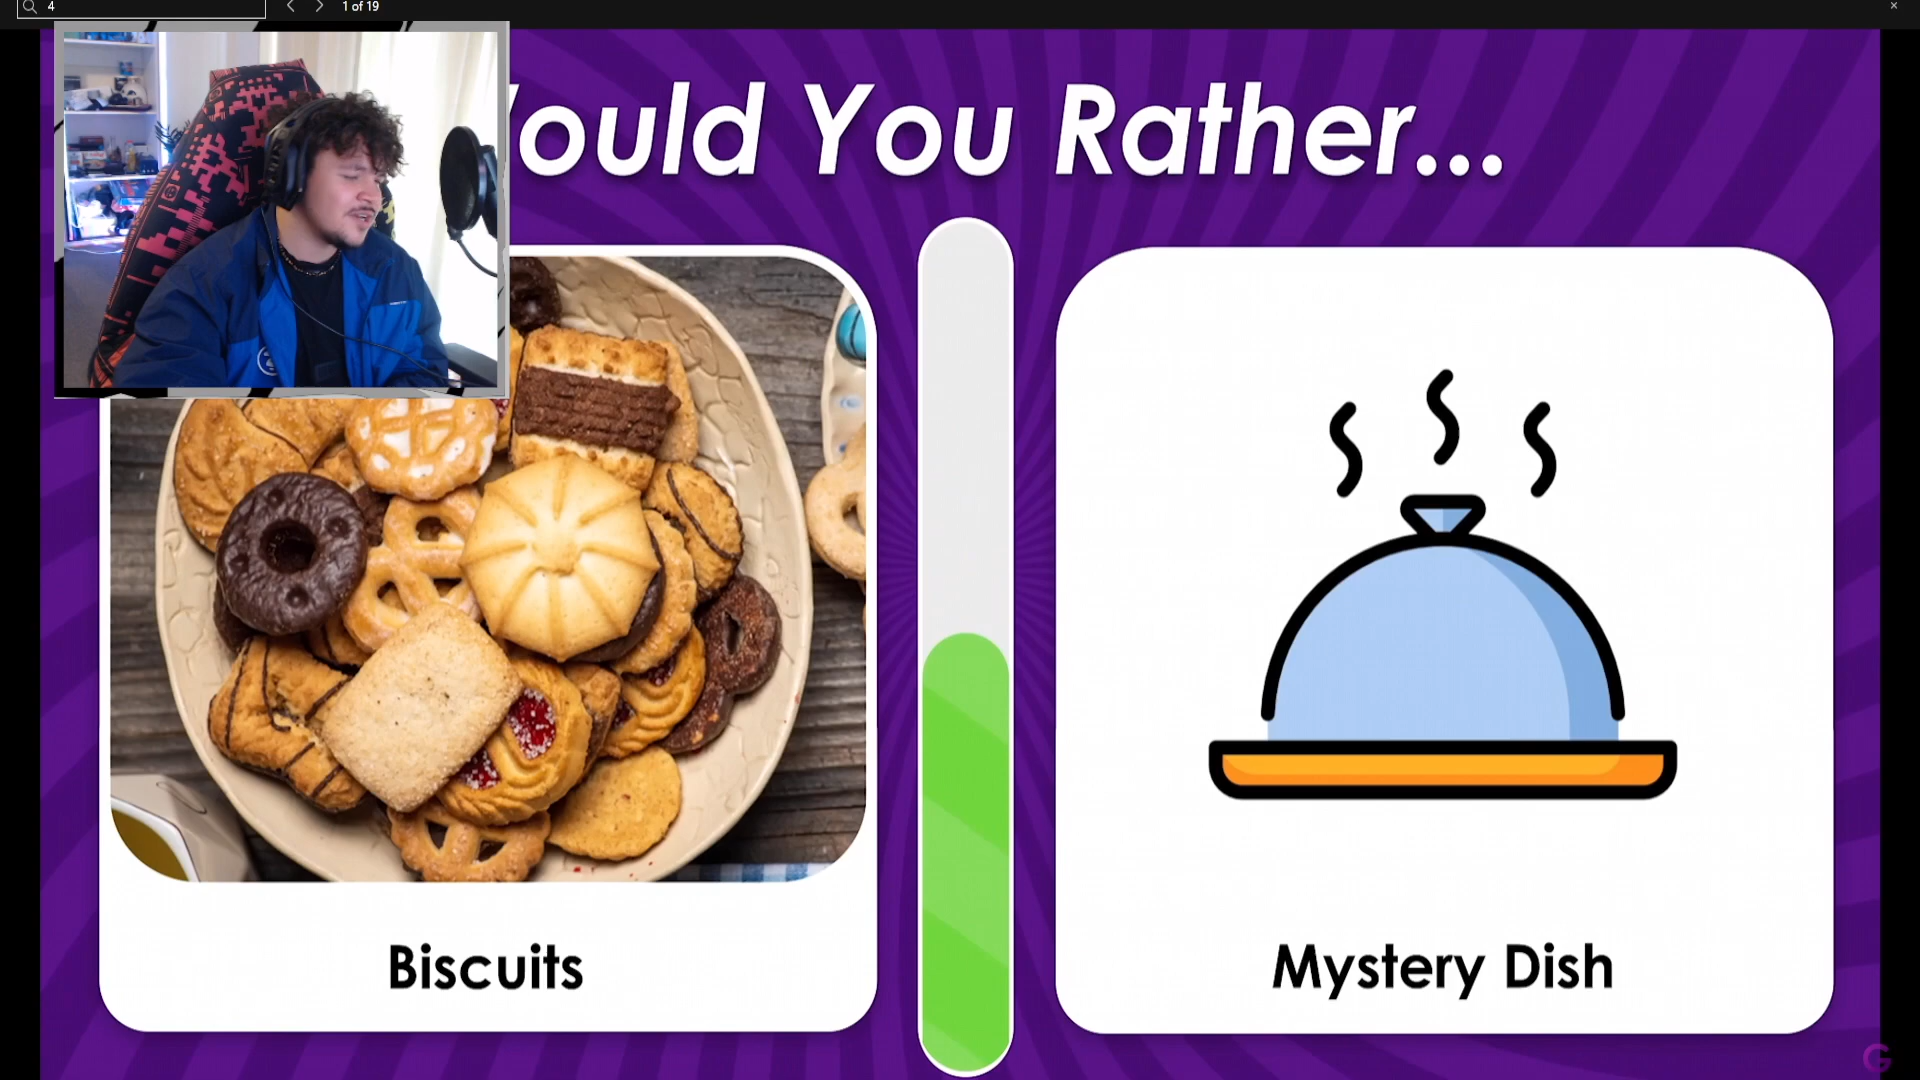 4
1 of 19
ould You Rather...
Biscuits
Mystery Dish
G